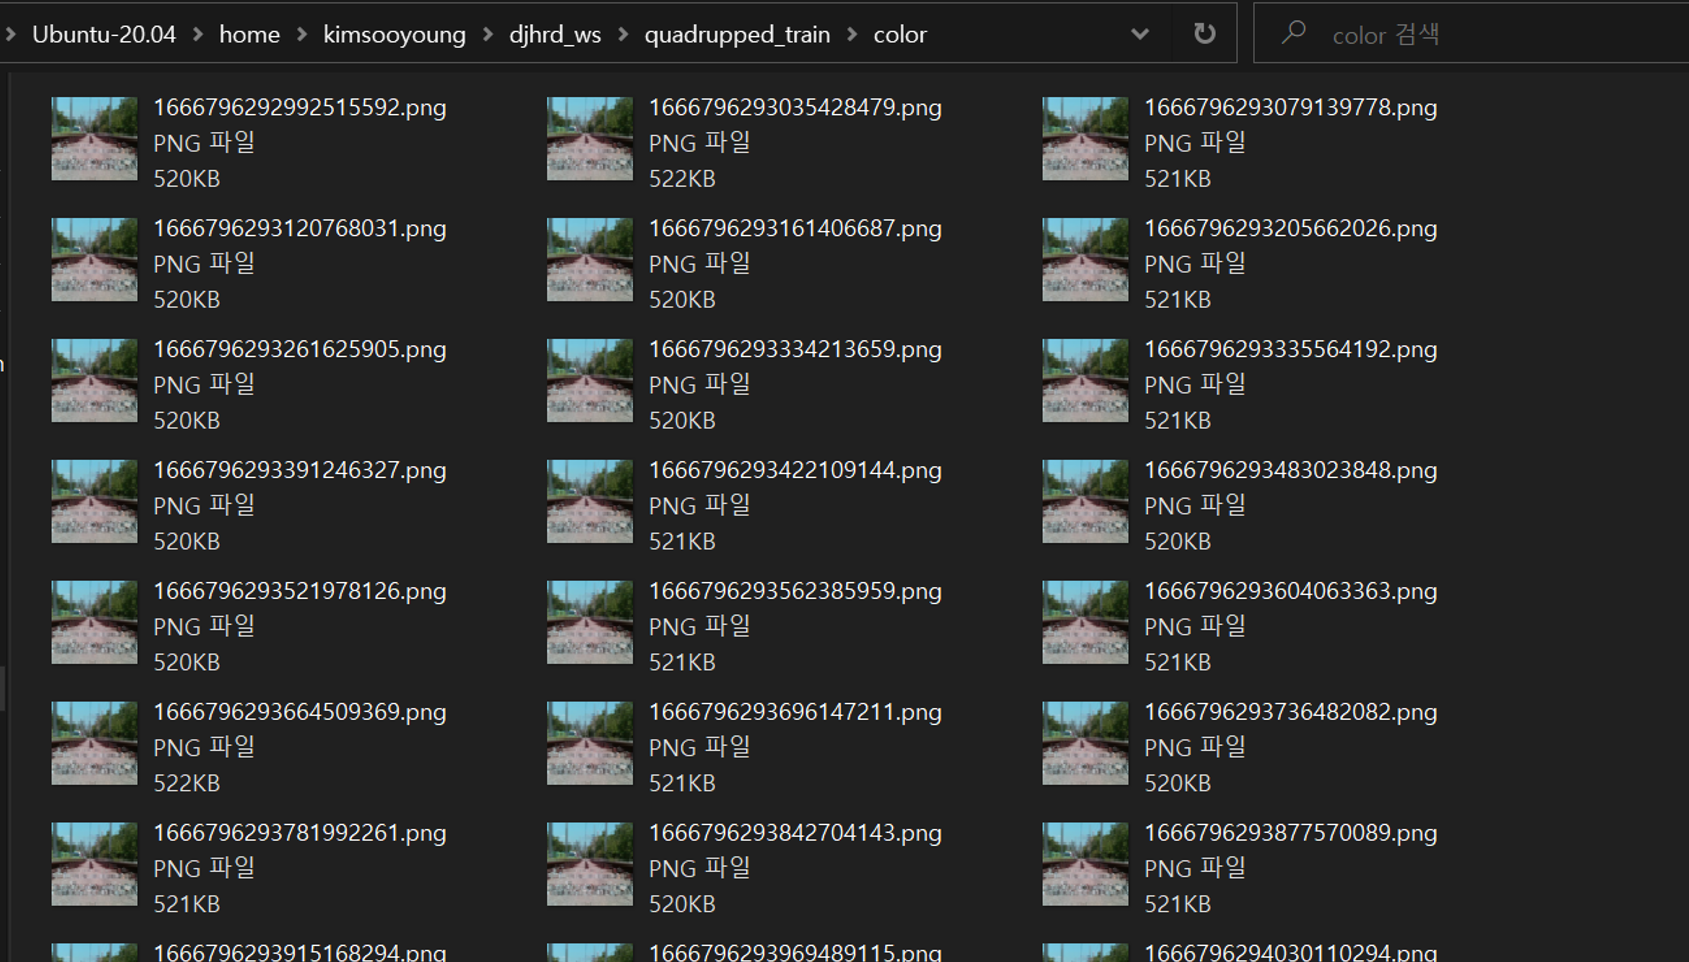 Ubuntu-20.04 > home > kimsooyoung > djhrd_ws > quadrupped_train > color
color 검색
1666796292992515592.png
PNG 파일
520KB
1666796293035428479.png
PNG 파일
522KB
1666796293079139778.png
PNG 파일
521KB
1666796293120768031.png
PNG 파일
520KB
1666796293161406687.png
PNG 파일
520KB
1666796293205662026.png
PNG 파일
521KB
1666796293261625905.png
PNG 파일
520KB
1666796293334213659.png
PNG 파일
520KB
1666796293335564192.png
PNG 파일
521KB
1666796293391246327.png
PNG 파일
520KB
1666796293422109144.png
PNG 파일
521KB
1666796293483023848.png
PNG 파일
520KB
1666796293521978126.png
PNG 파일
520KB
1666796293562385959.png
PNG 파일
521KB
1666796293604063363.png
PNG 파일
521KB
1666796293664509369.png
PNG 파일
522KB
1666796293696147211.png
PNG 파일
521KB
1666796293736482082.png
PNG 파일
520KB
1666796293781992261.png
PNG 파일
521KB
1666796293842704143.png
PNG 파일
520KB
1666796293877570089.png
PNG 파일
521KB
1666796293915168294.png
1666796293969489115.png
1666796294030110294.png